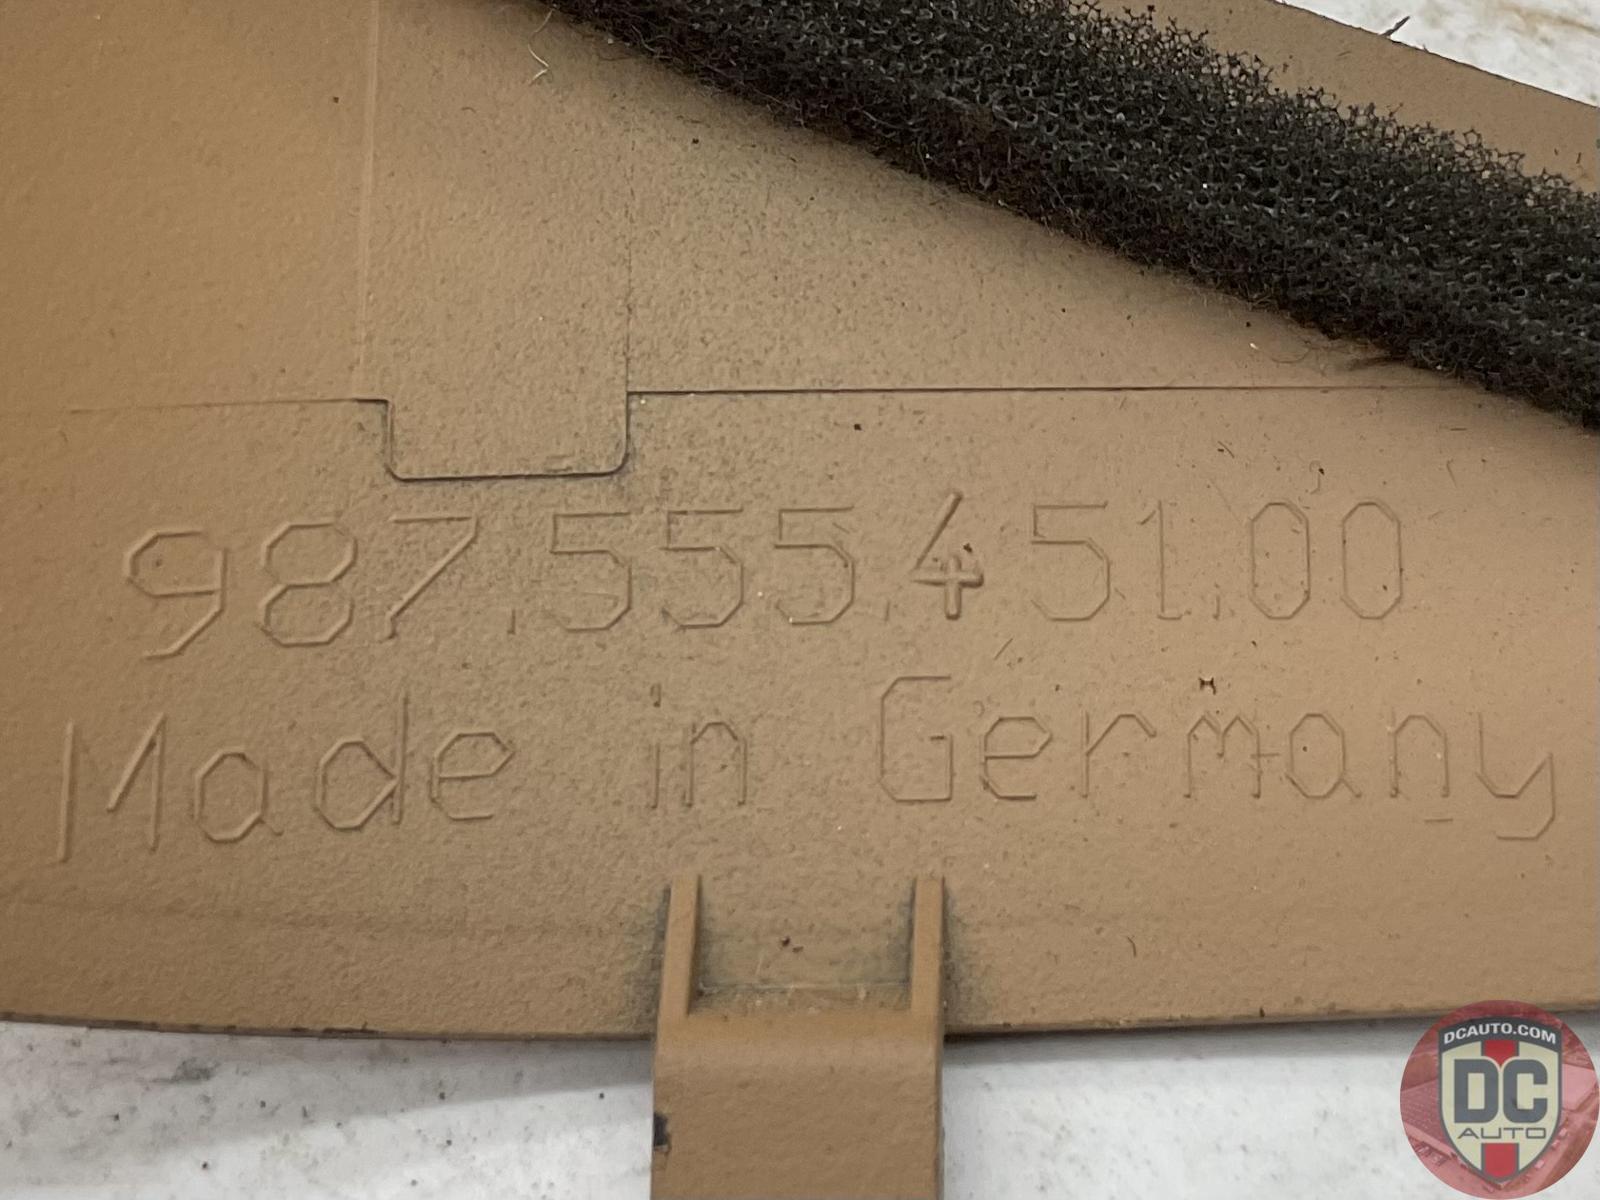 987.555.451.00
Made in Germany
DCAUTO.COM
DC
AUTO